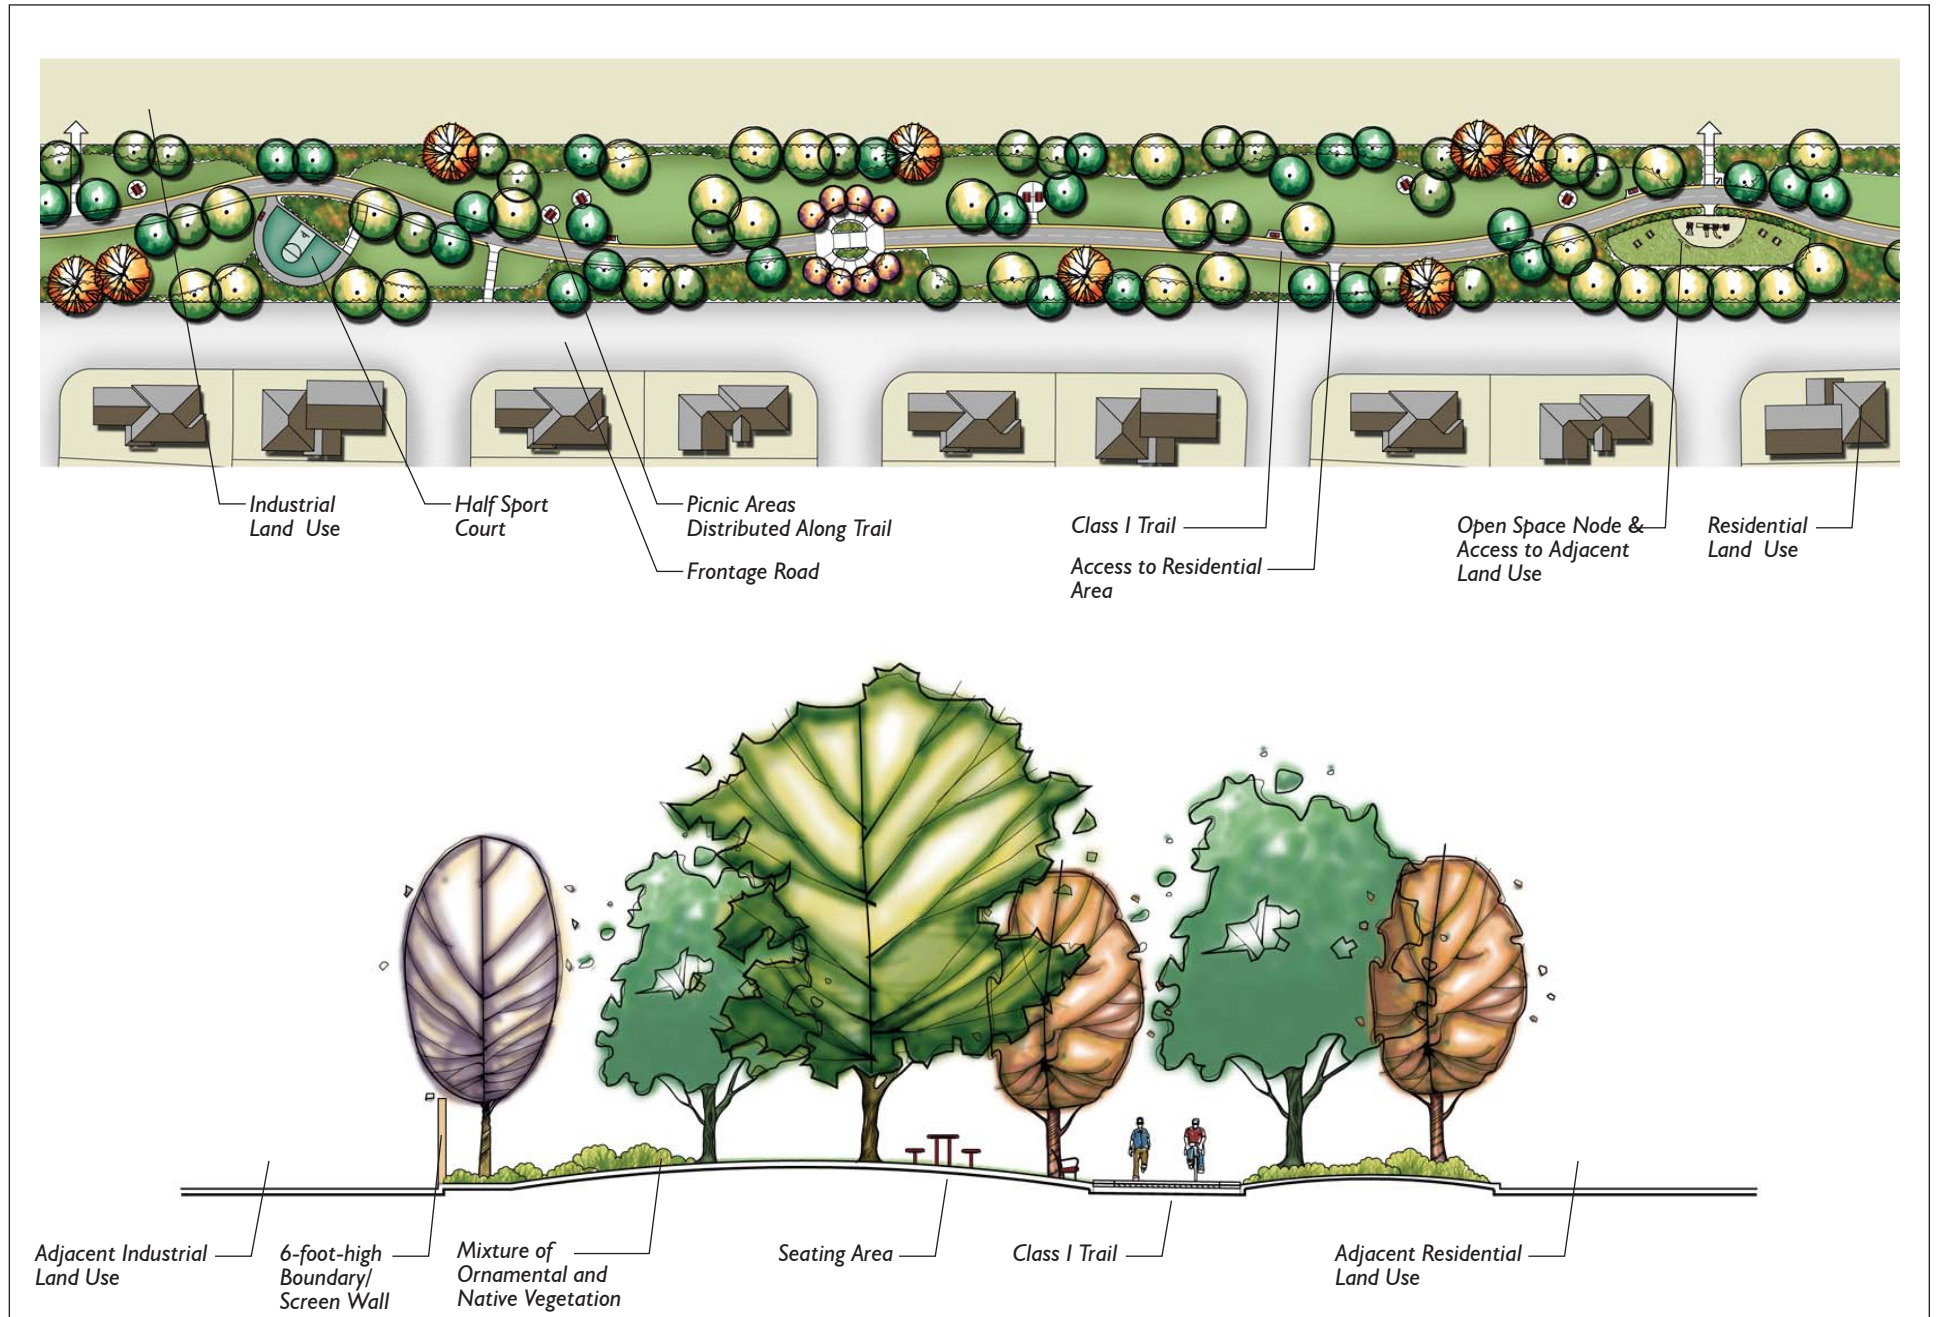 Industrial
Land Use
Half Sport
Court
Picnic Areas
Distributed Along Trail
Frontage Road
Class I Trail
Access to Residential
Area
Open Space Node &
Access to Adjacent
Land Use
Residential
Land Use
Adjacent Industrial
Land Use
6-foot-high
Boundary/
Screen Wall
Mixture of
Ornamental and
Native Vegetation
Seating Area
Class I Trail
Adjacent Residential
Land Use